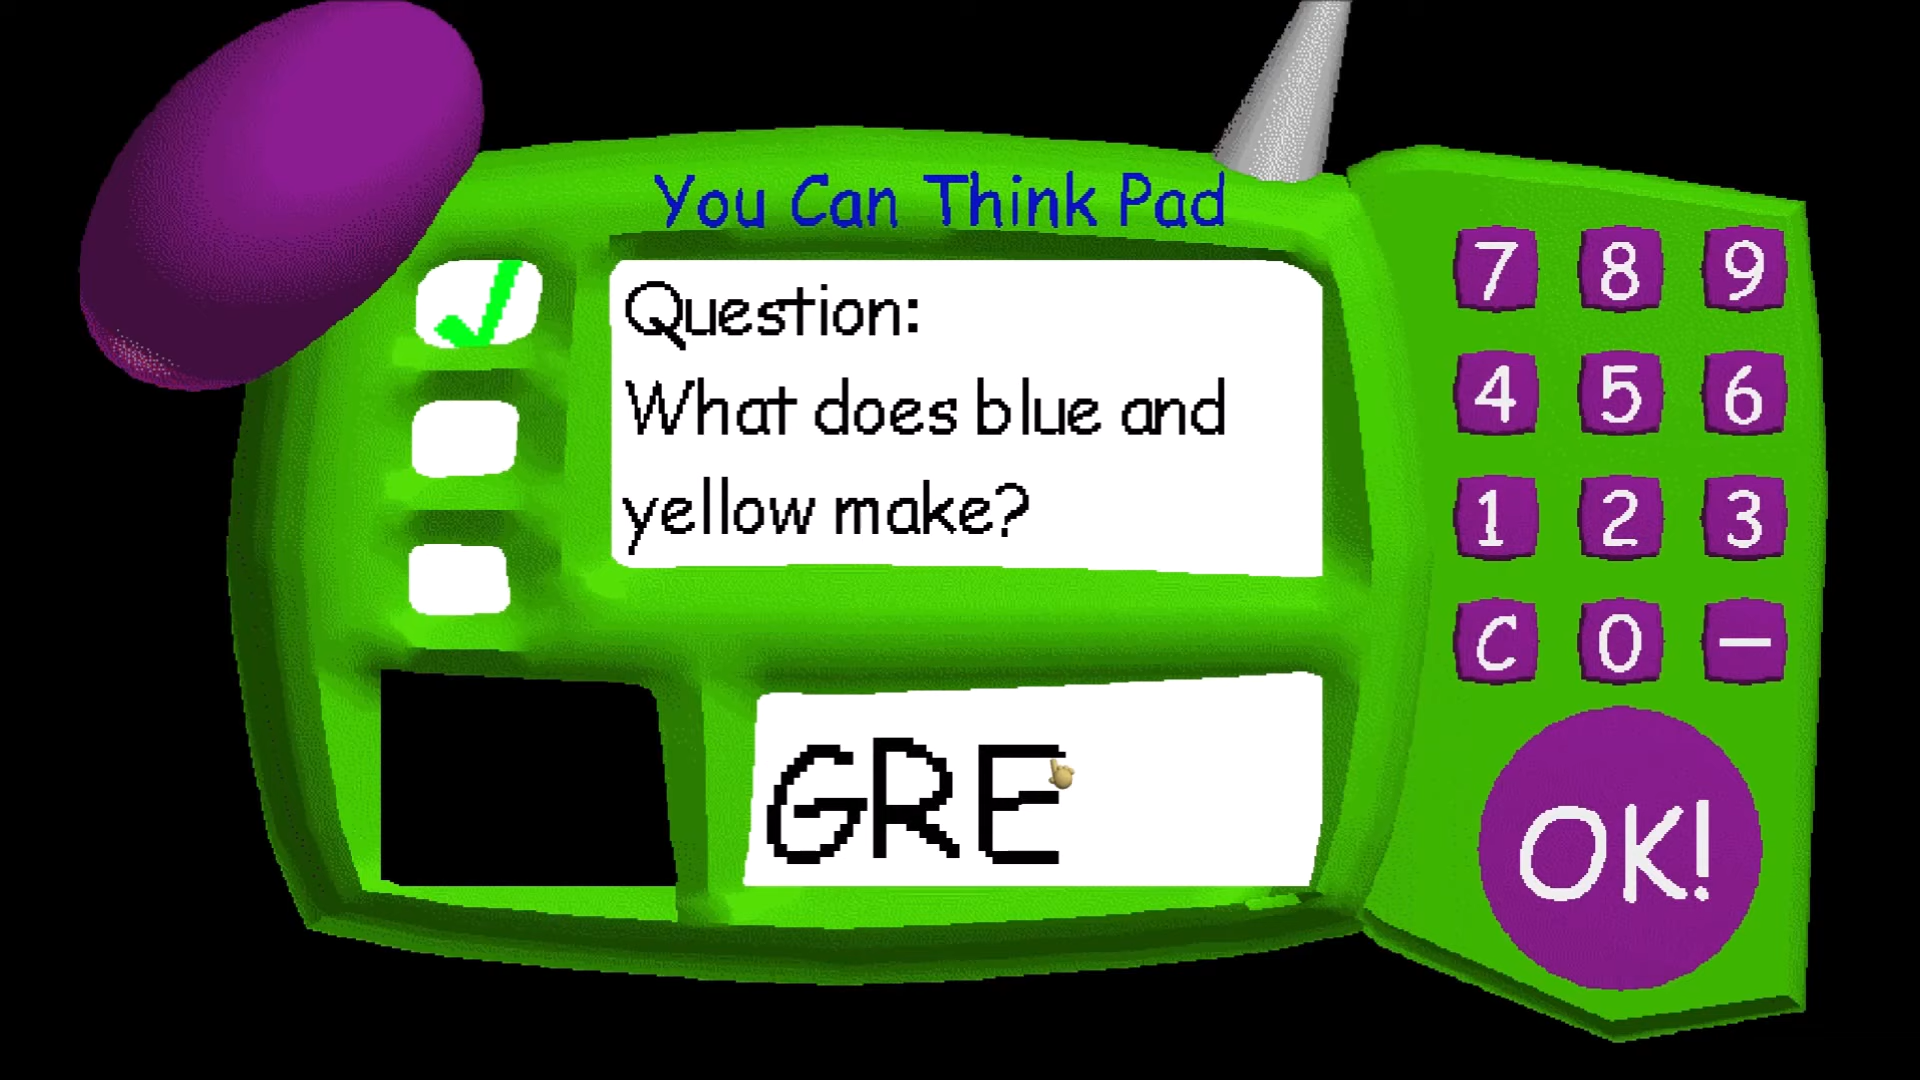 You Can Think Pad
Question:
What does blue and
yellow make?
GRE
7 8 9
4 5 6
1 2 3
C 0 –
OK!